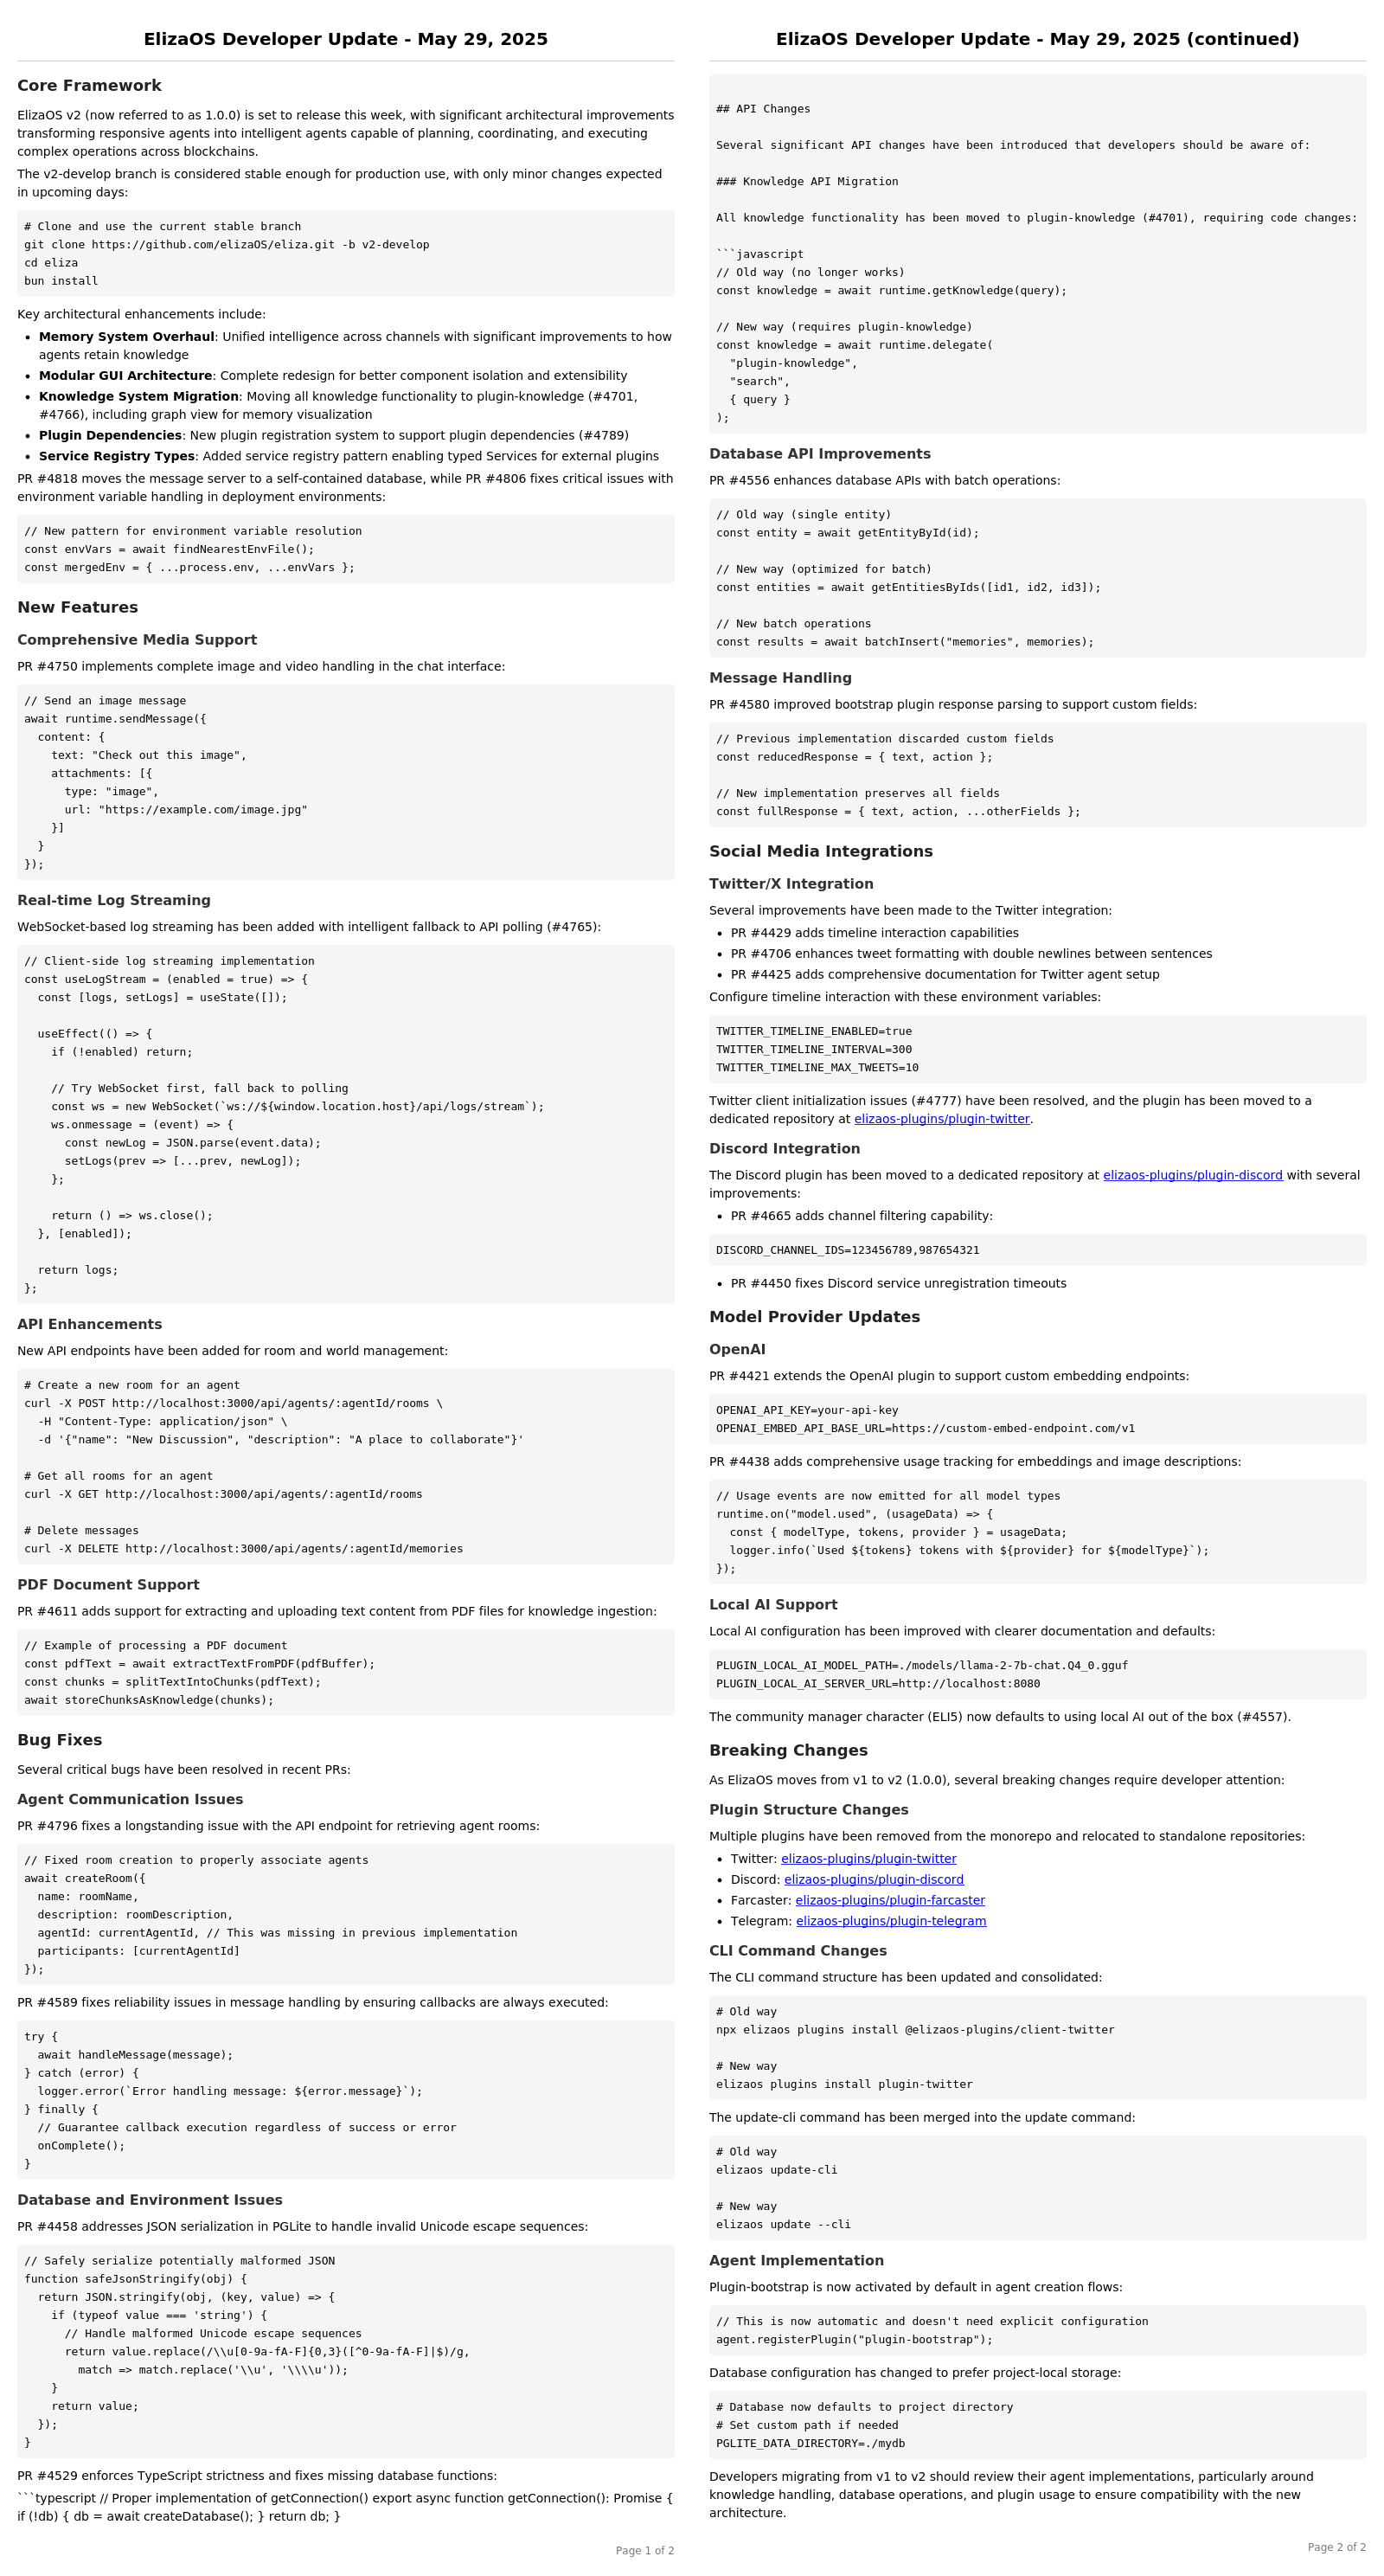 ElizaOS Developer Update - May 29, 2025
Core Framework
ElizaOS v2 (now referred to as 1.0.0) is set to release this week, with significant architectural improvements
transforming responsive agents into intelligent agents capable of planning, coordinating, and executing
complex operations across blockchains.
The v2-develop branch is considered stable enough for production use, with only minor changes expected
in upcoming days:
# Clone and use the current stable branch
git clone https://github.com/elizaOS/eliza.git -b v2-develop
cd eliza
bun install
Key architectural enhancements include:
• Memory System Overhaul: Unified intelligence across channels with significant improvements to how
agents retain knowledge
• Modular GUI Architecture: Complete redesign for better component isolation and extensibility
• Knowledge System Migration: Moving all knowledge functionality to plugin-knowledge (#4701,
#4766), including graph view for memory visualization
• Plugin Dependencies: New plugin registration system to support plugin dependencies (#4789)
• Service Registry Types: Added service registry pattern enabling typed Services for external plugins
PR #4818 moves the message server to a self-contained database, while PR #4806 fixes critical issues with
environment variable handling in deployment environments:
// New pattern for environment variable resolution
const envVars = await findNearestEnvFile();
const mergedEnv = { ...process.env, ...envVars };
New Features
Comprehensive Media Support
PR #4750 implements complete image and video handling in the chat interface:
// Send an image message
await runtime.sendMessage({
  content: {
    text: "Check out this image",
    attachments: [{
      type: "image",
      url: "https://example.com/image.jpg"
    }]
  }
});
Real-time Log Streaming
WebSocket-based log streaming has been added with intelligent fallback to API polling (#4765):
// Client-side log streaming implementation
const useLogStream = (enabled = true) => {
  const [logs, setLogs] = useState([]);
  useEffect(() => {
    if (!enabled) return;
    // Try WebSocket first, fall back to polling
    const ws = new WebSocket(`ws://${window.location.host}/api/logs/stream`);
    ws.onmessage = (event) => {
      const newLog = JSON.parse(event.data);
      setLogs(prev => [...prev, newLog]);
    };
    return () => ws.close();
  }, [enabled]);
  return logs;
};
API Enhancements
New API endpoints have been added for room and world management:
# Create a new room for an agent
curl -X POST http://localhost:3000/api/agents/:agentId/rooms \
  -H "Content-Type: application/json" \
  -d '{"name": "New Discussion", "description": "A place to collaborate"}'
# Get all rooms for an agent
curl -X GET http://localhost:3000/api/agents/:agentId/rooms
# Delete messages
curl -X DELETE http://localhost:3000/api/agents/:agentId/memories
PDF Document Support
PR #4611 adds support for extracting and uploading text content from PDF files for knowledge ingestion:
// Example of processing a PDF document
const pdfText = await extractTextFromPDF(pdfBuffer);
const chunks = splitTextIntoChunks(pdfText);
await storeChunksAsKnowledge(chunks);
Bug Fixes
Several critical bugs have been resolved in recent PRs:
Agent Communication Issues
PR #4796 fixes a longstanding issue with the API endpoint for retrieving agent rooms:
// Fixed room creation to properly associate agents
await createRoom({
  name: roomName,
  description: roomDescription,
  agentId: currentAgentId, // This was missing in previous implementation
  participants: [currentAgentId]
});
PR #4589 fixes reliability issues in message handling by ensuring callbacks are always executed:
try {
  await handleMessage(message);
} catch (error) {
  logger.error(`Error handling message: ${error.message}`);
} finally {
  // Guarantee callback execution regardless of success or error
  onComplete();
}
Database and Environment Issues
PR #4458 addresses JSON serialization in PGLite to handle invalid Unicode escape sequences:
// Safely serialize potentially malformed JSON
function safeJsonStringify(obj) {
  return JSON.stringify(obj, (key, value) => {
    if (typeof value === 'string') {
      // Handle malformed Unicode escape sequences
      return value.replace(/\\u[0-9a-fA-F]{0,3}([^0-9a-fA-F]|$)/g,
        match => match.replace('\\u', '\\\\u'));
    }
    return value;
  });
}
PR #4529 enforces TypeScript strictness and fixes missing database functions:
```typescript // Proper implementation of getConnection() export async function getConnection(): Promise {
if (!db) { db = await createDatabase(); } return db; }
Page 1 of 2
ElizaOS Developer Update - May 29, 2025 (continued)
## API Changes
Several significant API changes have been introduced that developers should be aware of:
### Knowledge API Migration
All knowledge functionality has been moved to plugin-knowledge (#4701), requiring code changes:
```javascript
// Old way (no longer works)
const knowledge = await runtime.getKnowledge(query);
// New way (requires plugin-knowledge)
const knowledge = await runtime.delegate(
  "plugin-knowledge",
  "search",
  { query }
);
Database API Improvements
PR #4556 enhances database APIs with batch operations:
// Old way (single entity)
const entity = await getEntityById(id);
// New way (optimized for batch)
const entities = await getEntitiesByIds([id1, id2, id3]);
// New batch operations
const results = await batchInsert("memories", memories);
Message Handling
PR #4580 improved bootstrap plugin response parsing to support custom fields:
// Previous implementation discarded custom fields
const reducedResponse = { text, action };
// New implementation preserves all fields
const fullResponse = { text, action, ...otherFields };
Social Media Integrations
Twitter/X Integration
Several improvements have been made to the Twitter integration:
• PR #4429 adds timeline interaction capabilities
• PR #4706 enhances tweet formatting with double newlines between sentences
• PR #4425 adds comprehensive documentation for Twitter agent setup
Configure timeline interaction with these environment variables:
TWITTER_TIMELINE_ENABLED=true
TWITTER_TIMELINE_INTERVAL=300
TWITTER_TIMELINE_MAX_TWEETS=10
Twitter client initialization issues (#4777) have been resolved, and the plugin has been moved to a
dedicated repository at elizaos-plugins/plugin-twitter.
Discord Integration
The Discord plugin has been moved to a dedicated repository at elizaos-plugins/plugin-discord with several
improvements:
• PR #4665 adds channel filtering capability:
DISCORD_CHANNEL_IDS=123456789,987654321
• PR #4450 fixes Discord service unregistration timeouts
Model Provider Updates
OpenAI
PR #4421 extends the OpenAI plugin to support custom embedding endpoints:
OPENAI_API_KEY=your-api-key
OPENAI_EMBED_API_BASE_URL=https://custom-embed-endpoint.com/v1
PR #4438 adds comprehensive usage tracking for embeddings and image descriptions:
// Usage events are now emitted for all model types
runtime.on("model.used", (usageData) => {
  const { modelType, tokens, provider } = usageData;
  logger.info(`Used ${tokens} tokens with ${provider} for ${modelType}`);
});
Local AI Support
Local AI configuration has been improved with clearer documentation and defaults:
PLUGIN_LOCAL_AI_MODEL_PATH=./models/llama-2-7b-chat.Q4_0.gguf
PLUGIN_LOCAL_AI_SERVER_URL=http://localhost:8080
The community manager character (ELI5) now defaults to using local AI out of the box (#4557).
Breaking Changes
As ElizaOS moves from v1 to v2 (1.0.0), several breaking changes require developer attention:
Plugin Structure Changes
Multiple plugins have been removed from the monorepo and relocated to standalone repositories:
• Twitter: elizaos-plugins/plugin-twitter
• Discord: elizaos-plugins/plugin-discord
• Farcaster: elizaos-plugins/plugin-farcaster
• Telegram: elizaos-plugins/plugin-telegram
CLI Command Changes
The CLI command structure has been updated and consolidated:
# Old way
npx elizaos plugins install @elizaos-plugins/client-twitter
# New way
elizaos plugins install plugin-twitter
The update-cli command has been merged into the update command:
# Old way
elizaos update-cli
# New way
elizaos update --cli
Agent Implementation
Plugin-bootstrap is now activated by default in agent creation flows:
// This is now automatic and doesn't need explicit configuration
agent.registerPlugin("plugin-bootstrap");
Database configuration has changed to prefer project-local storage:
# Database now defaults to project directory
# Set custom path if needed
PGLITE_DATA_DIRECTORY=./mydb
Developers migrating from v1 to v2 should review their agent implementations, particularly around
knowledge handling, database operations, and plugin usage to ensure compatibility with the new
architecture.
Page 2 of 2